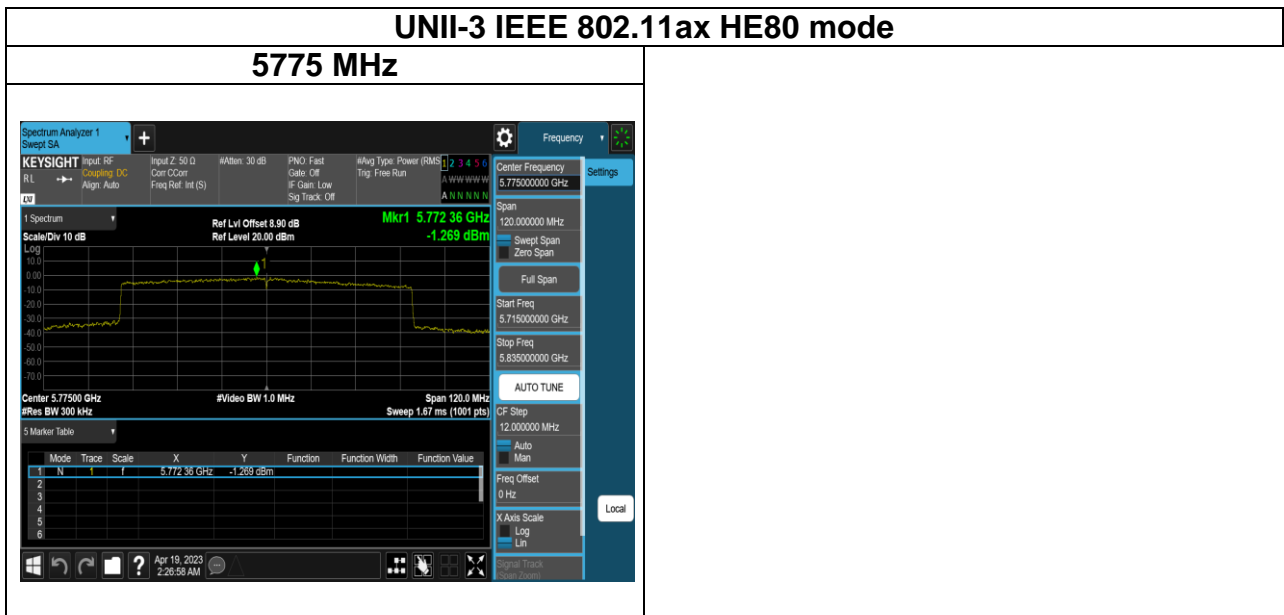 UNII-3 IEEE 802.11ax HE80 mode
5775 MHz
Spectrum Analyzer 1
Swept SA
Frequency
KEYSIGHT
RL
LXI
Input: RF
Coupling: DC
Align: Auto
Input Z: 50 Ω
Corr CCorr
Freq Ref: Int (S)
#Atten: 30 dB
PNO: Fast
Gate: Off
IF Gain: Low
Sig Track: Off
#Avg Type: Power (RMS
Trig: Free Run
1 2 3 4 5 6
A W W W W W
A N N N N N
1 Spectrum
Scale/Div 10 dB
Ref Lvl Offset 8.90 dB
Ref Level 20.00 dBm
Mkr1 5.772 36 GHz
-1.269 dBm
Log
10.0
0.00
-10.0
-20.0
-30.0
-40.0
-50.0
-60.0
-70.0
1
Center 5.77500 GHz
#Res BW 300 kHz
#Video BW 1.0 MHz
Span 120.0 MHz
Sweep 1.67 ms (1001 pts)
5 Marker Table
Mode Trace Scale X Y Function Function Width Function Value
1 N 1 f 5.772 36 GHz -1.269 dBm
2
3
4
5
6
Center Frequency
5.775000000 GHz
Settings
Span
120.000000 MHz
Swept Span
Zero Span
Full Span
Start Freq
5.715000000 GHz
Stop Freq
5.835000000 GHz
AUTO TUNE
CF Step
12.000000 MHz
Auto
Man
Freq Offset
0 Hz
X Axis Scale
Log
Lin
Local
Signal Track
(Span Zoom)
?
Apr 19, 2023
2:26:58 AM